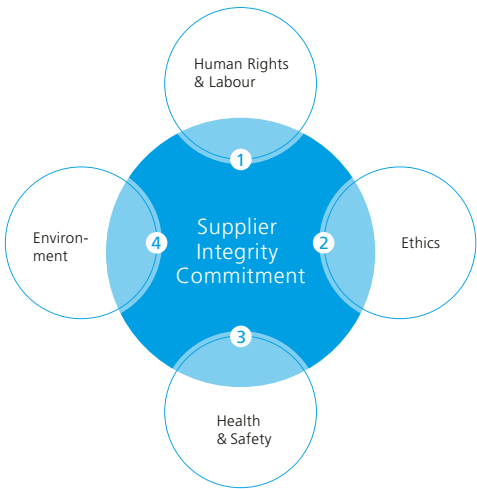 Human Rights
& Labour
1
Supplier
Integrity
Commitment
2
Ethics
3
Health
& Safety
4
Environ-
ment